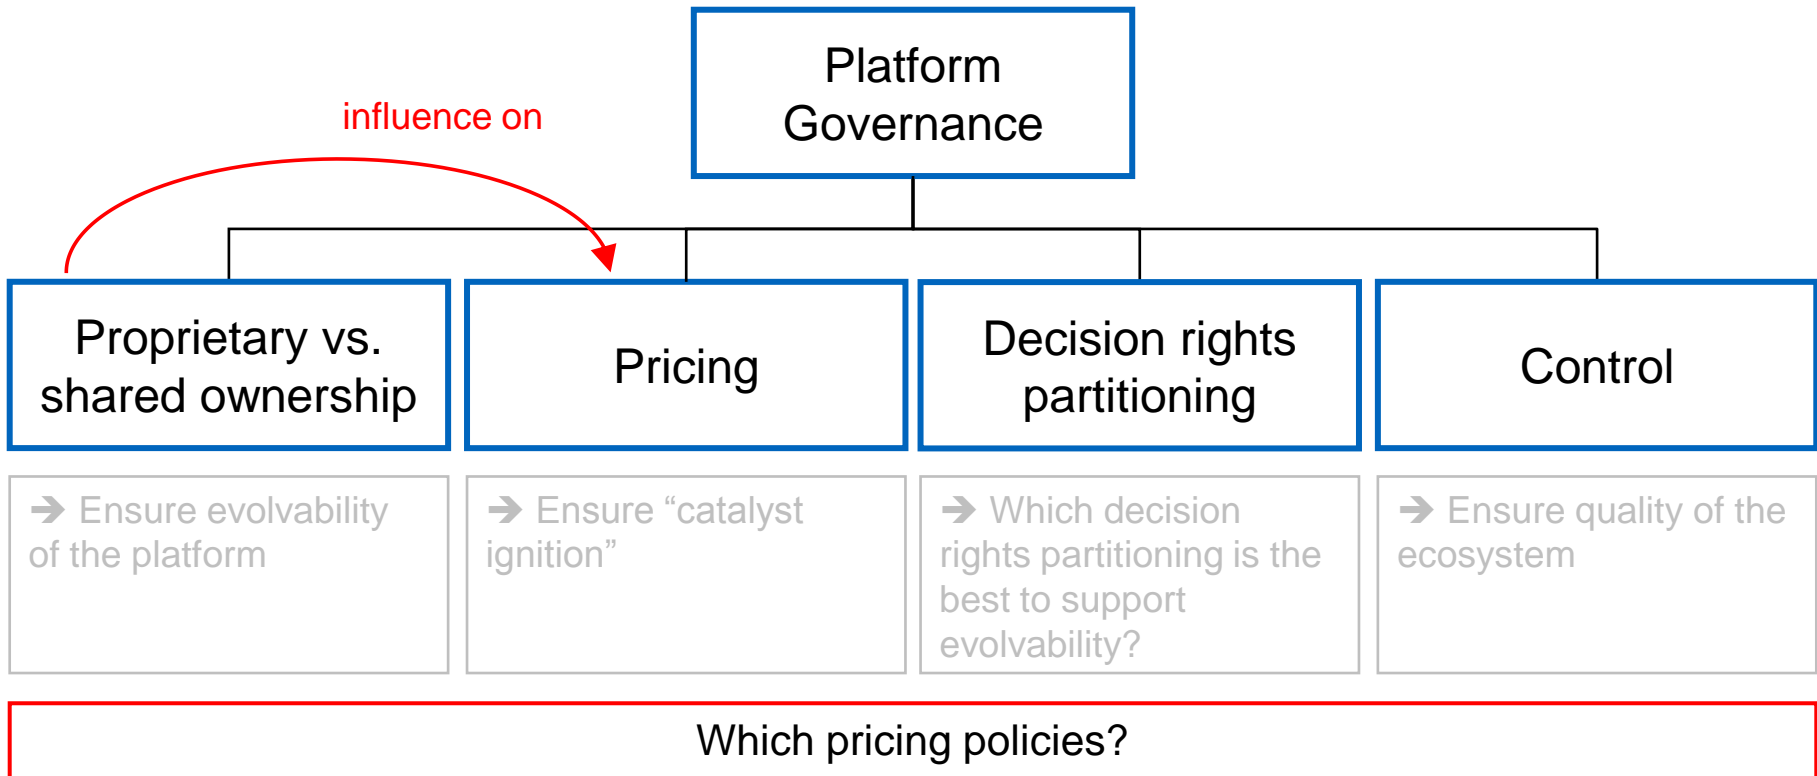 Platform
Governance
influence on
Proprietary vs.
shared ownership
Pricing
Decision rights
partitioning
Control
➔ Ensure evolvability
of the platform
➔ Ensure “catalyst
ignition”
➔ Which decision
rights partitioning is the
best to support
evolvability?
➔ Ensure quality of the
ecosystem
Which pricing policies?